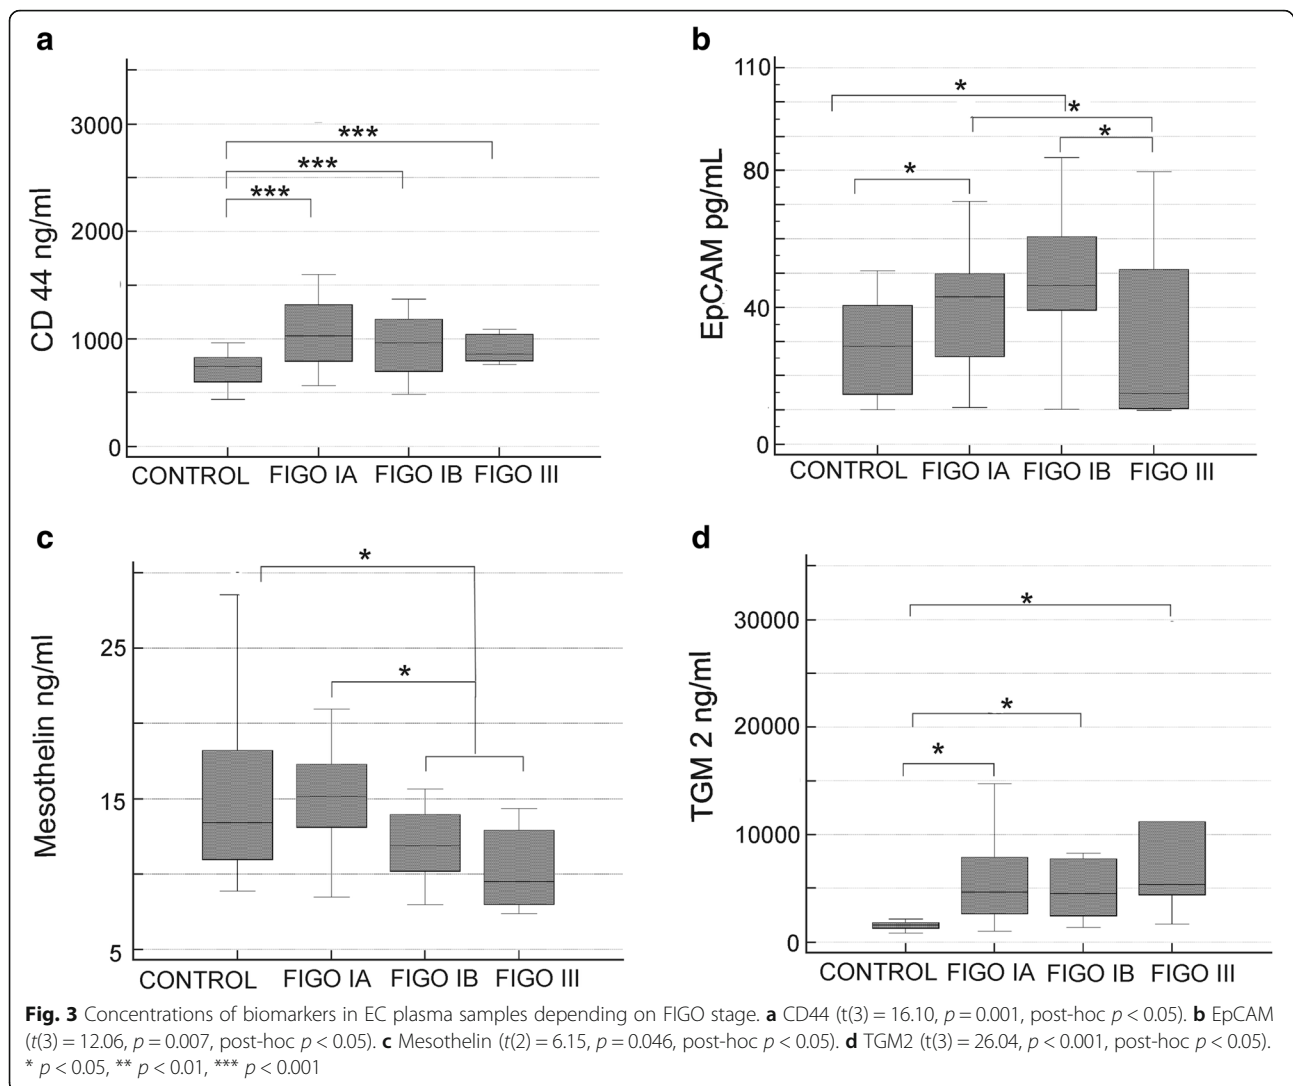 a
CD 44 ng/ml
3000
2000
1000
0
***
***
***
CONTROL FIGO IA FIGO IB FIGO III
b
EpCAM pg/mL
110
80
40
0
*
*
*
*
CONTROL FIGO IA FIGO IB FIGO III
c
Mesothelin ng/ml
25
15
5
*
*
CONTROL FIGO IA FIGO IB FIGO III
d
TGM 2 ng/ml
30000
20000
10000
0
*
*
*
CONTROL FIGO IA FIGO IB FIGO III
Fig. 3 Concentrations of biomarkers in EC plasma samples depending on FIGO stage. a CD44 (t(3) = 16.10, p = 0.001, post-hoc p < 0.05). b EpCAM
(t(3) = 12.06, p = 0.007, post-hoc p < 0.05). c Mesothelin (t(2) = 6.15, p = 0.046, post-hoc p < 0.05). d TGM2 (t(3) = 26.04, p < 0.001, post-hoc p < 0.05).
* p < 0.05, ** p < 0.01, *** p < 0.001